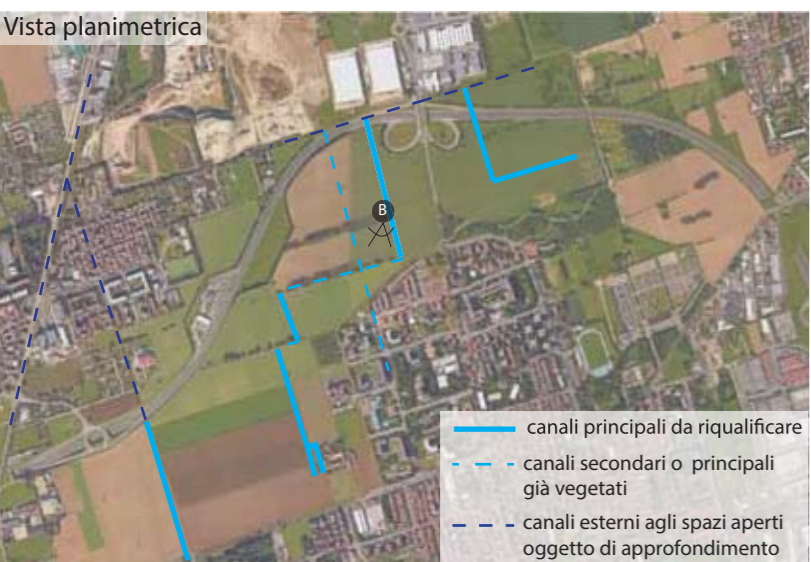 Vista planimetrica
B
canali principali da riqualificare
canali secondari o principali
già vegetati
canali esterni agli spazi aperti
oggetto di approfondimento